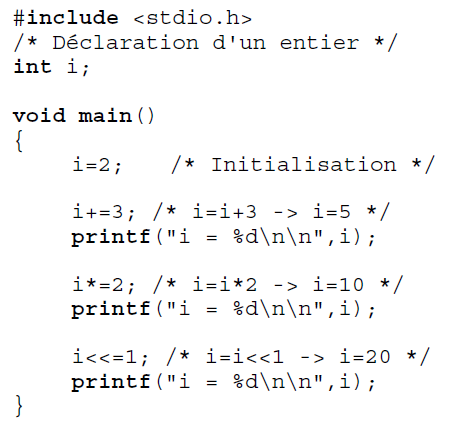 #include <stdio.h>
/* Déclaration d'un entier */
int i;
void main()
{
i=2; /* Initialisation */
i+=3; /* i=i+3 -> i=5 */
printf("i = %d\n\n",i);
i*=2; /* i=i*2 -> i=10 */
printf("i = %d\n\n",i);
i<<=1; /* i=i<<1 -> i=20 */
printf("i = %d\n\n",i);
}